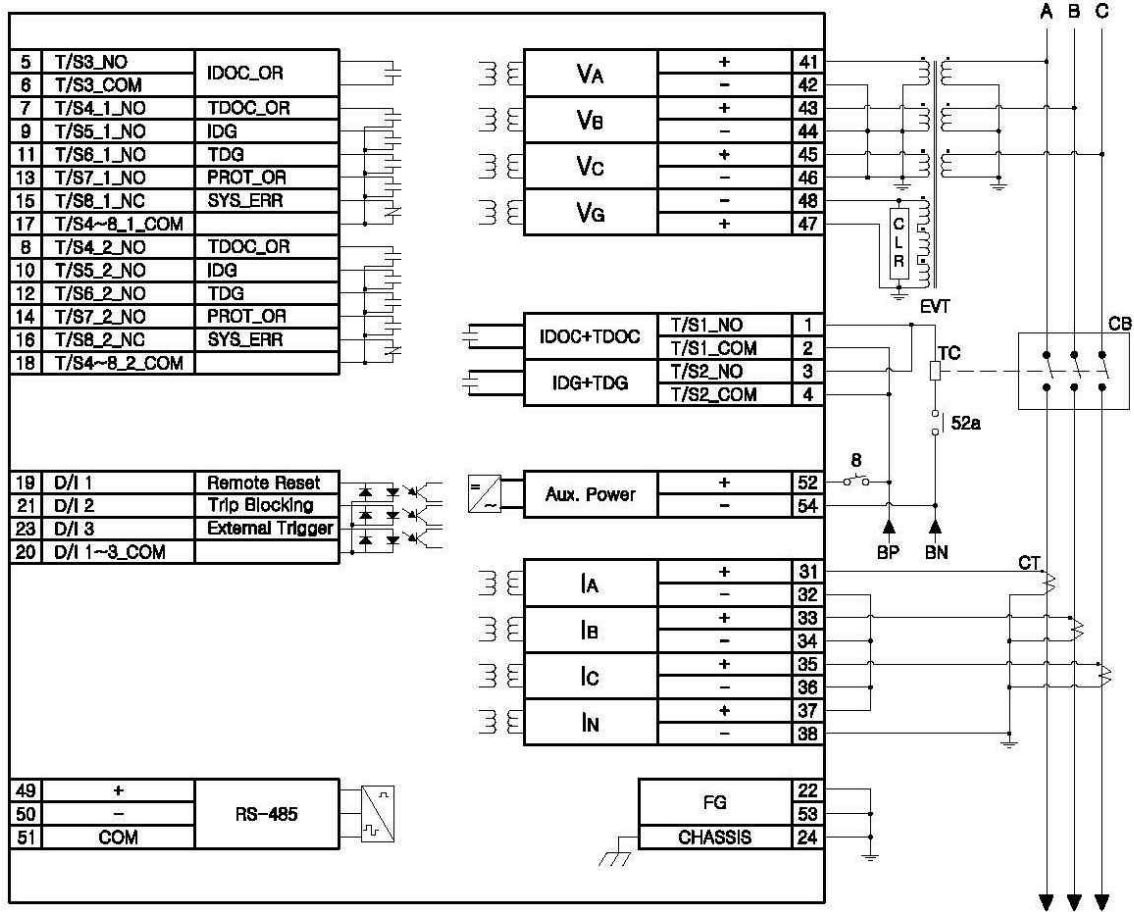 A B C
5 T/S3_NO IDOC_OR
6 T/S3_COM
7 T/S4_1_NO TDOC_OR
9 T/S5_1_NO IDG
11 T/S6_1_NO TDG
13 T/S7_1_NO PROT_OR
15 T/S8_1_NC SYS_ERR
17 T/S4~8_1_COM
8 T/S4_2_NO TDOC_OR
10 T/S5_2_NO IDG
12 T/S6_2_NO TDG
14 T/S7_2_NO PROT_OR
16 T/S8_2_NC SYS_ERR
18 T/S4~8_2_COM
VA + 41
− 42
VB + 43
− 44
VC + 45
− 46
VG − 48
+ 47
CLR
EVT
IDOC+TDOC T/S1_NO 1
T/S1_COM 2
IDG+TDG T/S2_NO 3
T/S2_COM 4
TC
CB
52a
8
19 D/I 1 Remote Reset
21 D/I 2 Trip Blocking
23 D/I 3 External Trigger
20 D/I 1~3_COM
= ~
Aux. Power + 52
− 54
BP BN
CT
IA + 31
− 32
IB + 33
− 34
IC + 35
− 36
IN + 37
− 38
49 + RS-485
50 −
51 COM
FG 22
53
CHASSIS 24